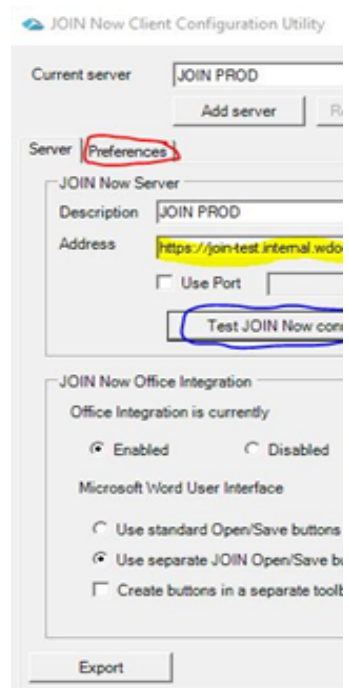 JOIN Now Client Configuration Utility
Current server JOIN PROD
Add server
Server Preferences
JOIN Now Server
Description JOIN PROD
Address https://join-test.internal.wdo
Use Port
Test JOIN Now con
JOIN Now Office Integration
Office Integration is currently
Enabled Disabled
Microsoft Word User Interface
Use standard Open/Save buttons
Use separate JOIN Open/Save bu
Create buttons in a separate toolb
Export